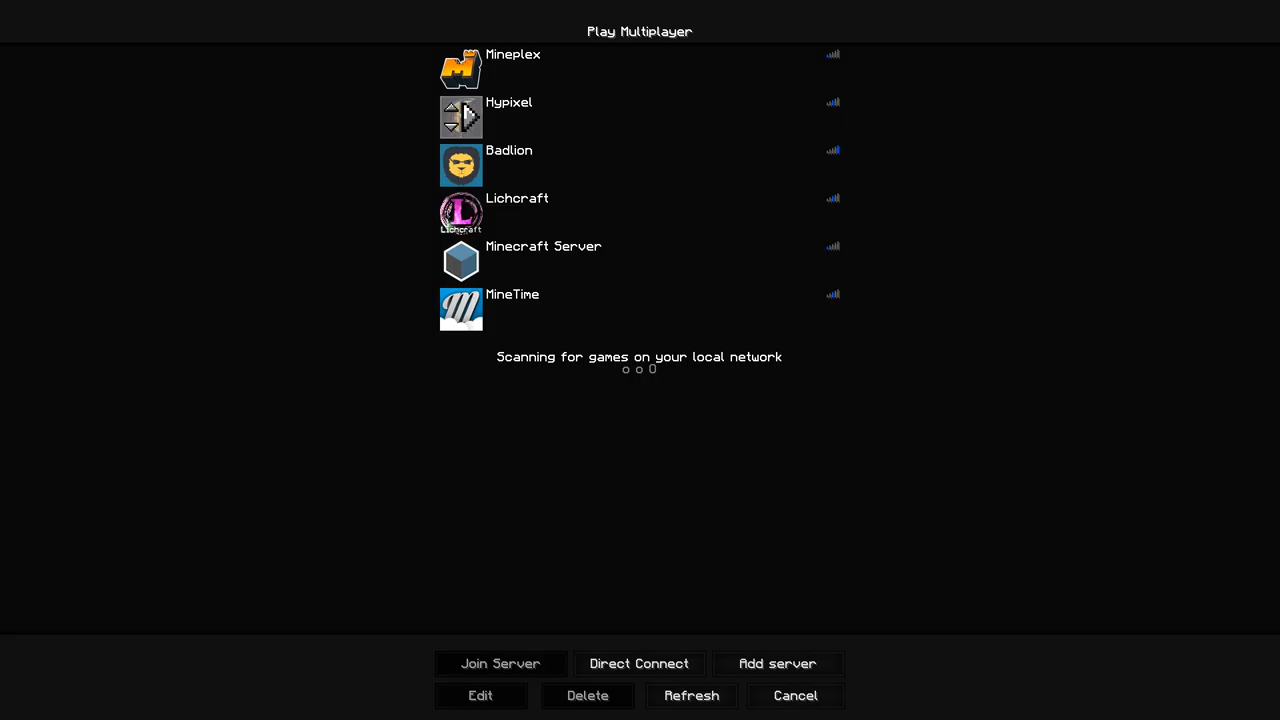 Play Multiplayer
Mineplex
Hypixel
Badlion
Lichcraft
Lichcraft
Minecraft Server
MineTime
Scanning for games on your local network
o o O
Join Server
Direct Connect
Add server
Edit
Delete
Refresh
Cancel